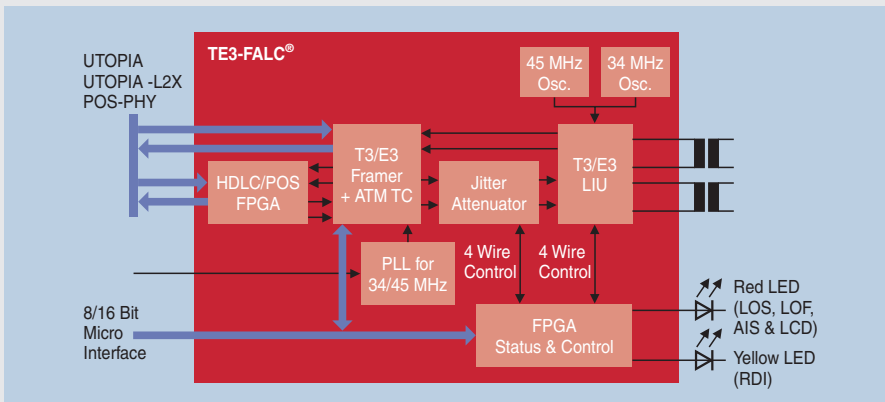 UTOPIA
UTOPIA -L2X
POS-PHY
TE3-FALC®
45 MHz
Osc.
34 MHz
Osc.
HDLC/POS
FPGA
T3/E3
Framer
+ ATM TC
Jitter
Attenuator
T3/E3
LIU
PLL for
34/45 MHz
4 Wire
Control
4 Wire
Control
8/16 Bit
Micro
Interface
FPGA
Status & Control
Red LED
(LOS, LOF,
AIS & LCD)
Yellow LED
(RDI)